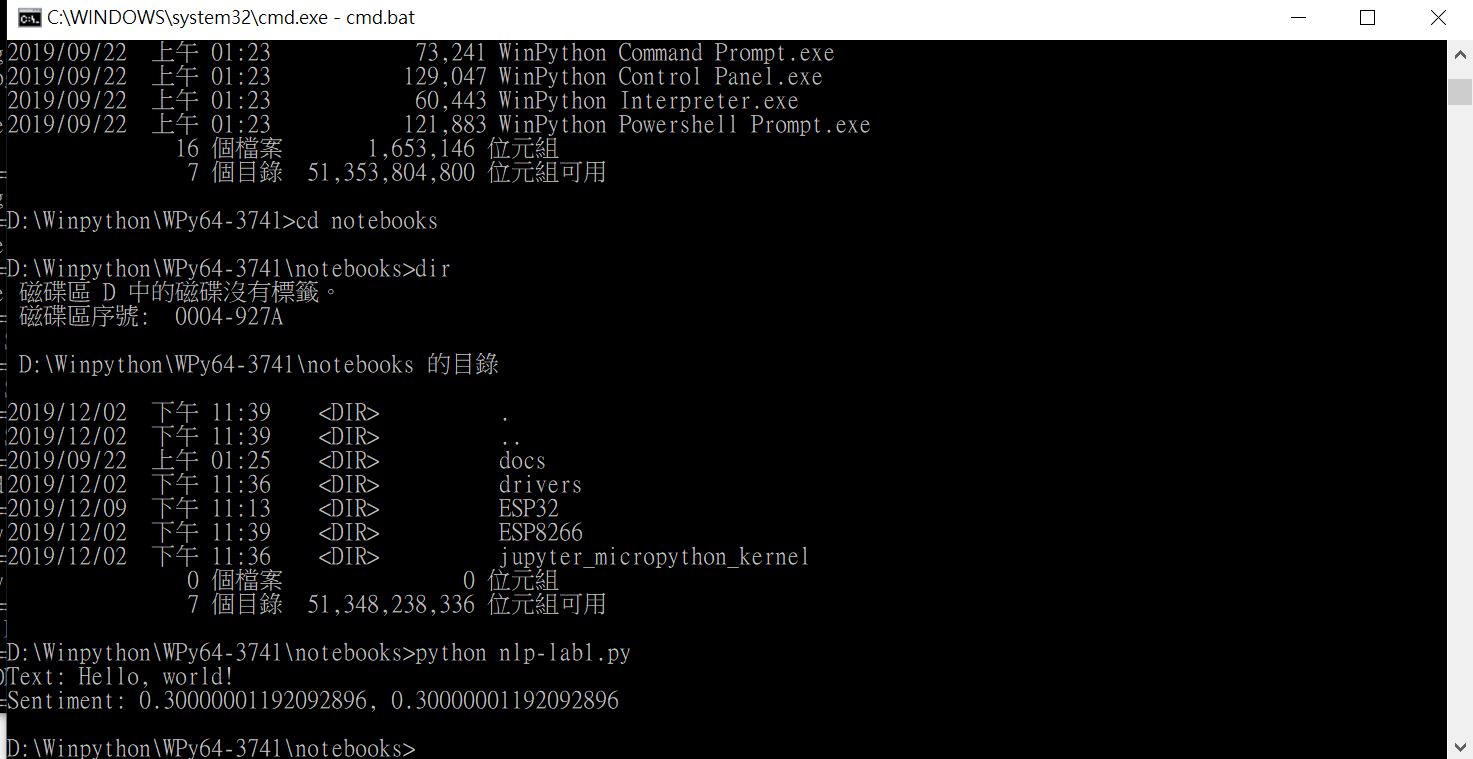 C:\WINDOWS\system32\cmd.exe - cmd.bat
2019/09/22 上午 01:23 73,241 WinPython Command Prompt.exe
2019/09/22 上午 01:23 129,047 WinPython Control Panel.exe
2019/09/22 上午 01:23 60,443 WinPython Interpreter.exe
2019/09/22 上午 01:23 121,883 WinPython Powershell Prompt.exe
16 個檔案 1,653,146 位元組
7 個目錄 51,353,804,800 位元組可用
D:\Winpython\WPy64-3741>cd notebooks
D:\Winpython\WPy64-3741\notebooks>dir
磁碟區 D 中的磁碟沒有標籤。
磁碟區序號: 0004-927A
D:\Winpython\WPy64-3741\notebooks 的目錄
2019/12/02 下午 11:39 <DIR> .
2019/12/02 下午 11:39 <DIR> ..
2019/09/22 上午 01:25 <DIR> docs
2019/12/02 下午 11:36 <DIR> drivers
2019/12/09 下午 11:13 <DIR> ESP32
2019/12/02 下午 11:39 <DIR> ESP8266
2019/12/02 下午 11:36 <DIR> jupyter_micropython_kernel
0 個檔案 0 位元組
7 個目錄 51,348,238,336 位元組可用
D:\Winpython\WPy64-3741\notebooks>python nlp-lab1.py
Text: Hello, world!
Sentiment: 0.30000001192092896, 0.30000001192092896
D:\Winpython\WPy64-3741\notebooks>